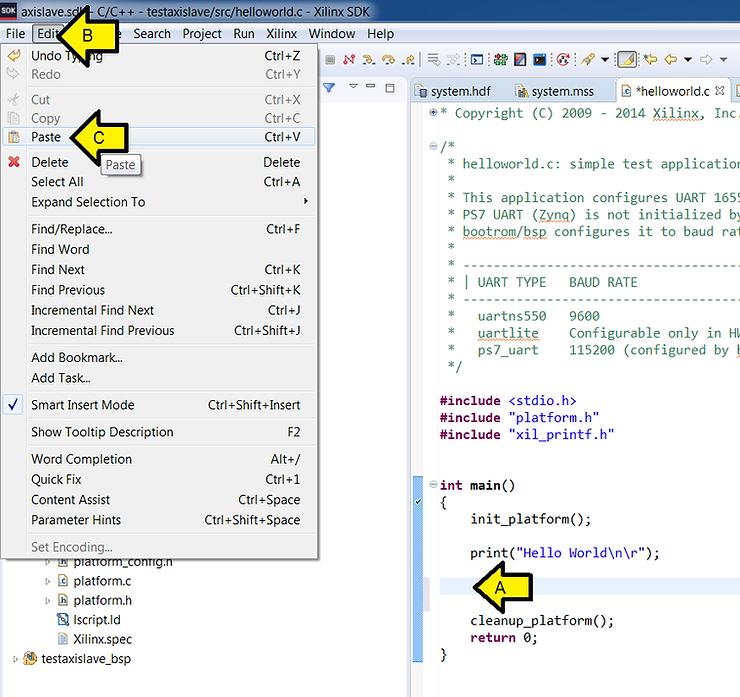 SDK axislave.sdk - C/C++ - testaxislave/src/helloworld.c - Xilinx SDK
File Edit Search Project Run Xilinx Window Help
B
Undo Typing Ctrl+Z
Redo Ctrl+Y
Cut Ctrl+X
Copy Ctrl+C
Paste Ctrl+V
C
Paste
Delete Delete
Select All Ctrl+A
Expand Selection To
Find/Replace... Ctrl+F
Find Word
Find Next Ctrl+K
Find Previous Ctrl+Shift+K
Incremental Find Next Ctrl+J
Incremental Find Previous Ctrl+Shift+J
Add Bookmark...
Add Task...
Smart Insert Mode Ctrl+Shift+Insert
Show Tooltip Description F2
Word Completion Alt+/
Quick Fix Ctrl+1
Content Assist Ctrl+Space
Parameter Hints Ctrl+Shift+Space
Set Encoding...
platform_config.h
platform.c
platform.h
lscript.ld
Xilinx.spec
testaxislave_bsp
system.hdf system.mss *helloworld.c
* Copyright (C) 2009 - 2014 Xilinx, Inc.
/*
* helloworld.c: simple test application
*
* This application configures UART 1655
* PS7 UART (Zynq) is not initialized by
* bootrom/bsp configures it to baud rat
*
* --------------------------------
* | UART TYPE BAUD RATE
* --------------------------------
* uartns550 9600
* uartlite Configurable only in HW
* ps7_uart 115200 (configured by b
*/
#include <stdio.h>
#include "platform.h"
#include "xil_printf.h"
int main()
{
init_platform();
print("Hello World\n\r");
A
cleanup_platform();
return 0;
}